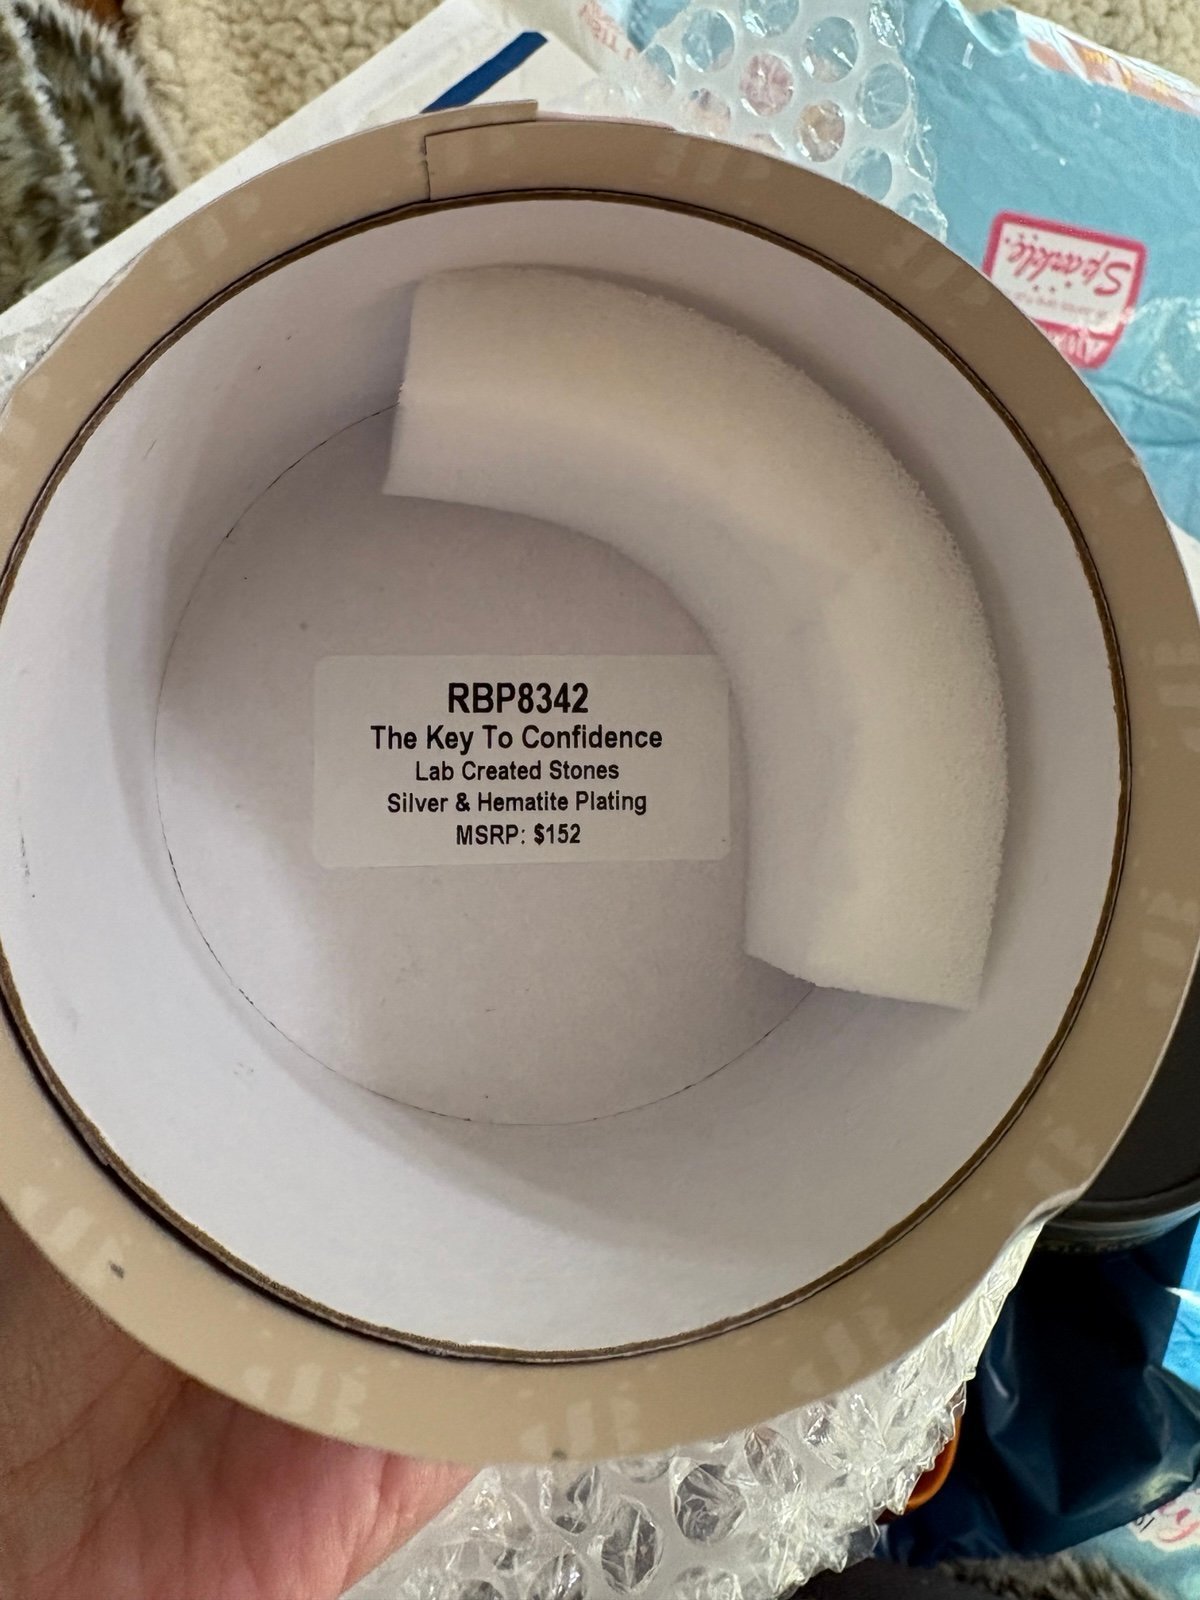 RBP8342
The Key To Confidence
Lab Created Stones
Silver & Hematite Plating
MSRP: $152
Sparkle